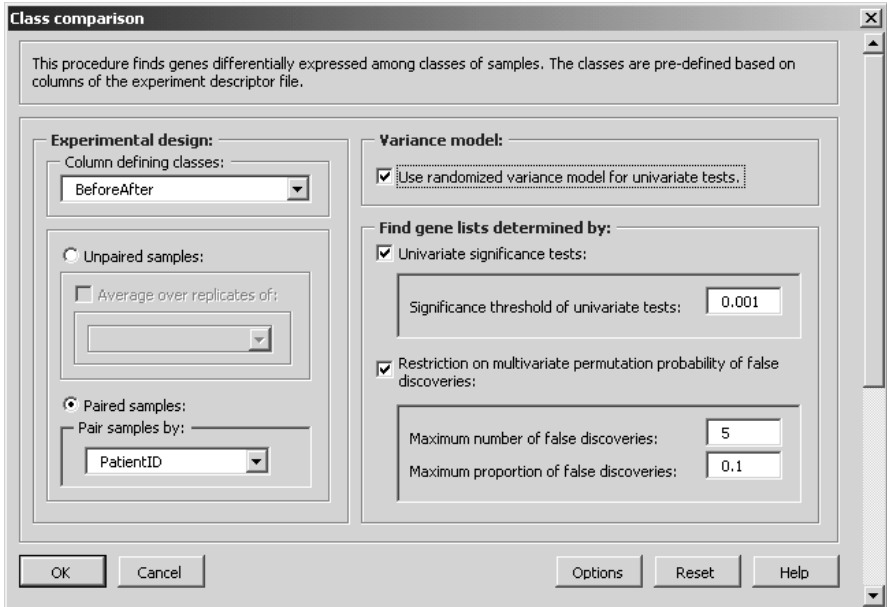 Class comparison
This procedure finds genes differentially expressed among classes of samples. The classes are pre-defined based on
columns of the experiment descriptor file.
Experimental design:
Column defining classes:
BeforeAfter
Unpaired samples:
Average over replicates of:
Paired samples:
Pair samples by:
PatientID
Variance model:
Use randomized variance model for univariate tests.
Find gene lists determined by:
Univariate significance tests:
Significance threshold of univariate tests: 0.001
Restriction on multivariate permutation probability of false
discoveries:
Maximum number of false discoveries: 5
Maximum proportion of false discoveries: 0.1
OK Cancel Options Reset Help